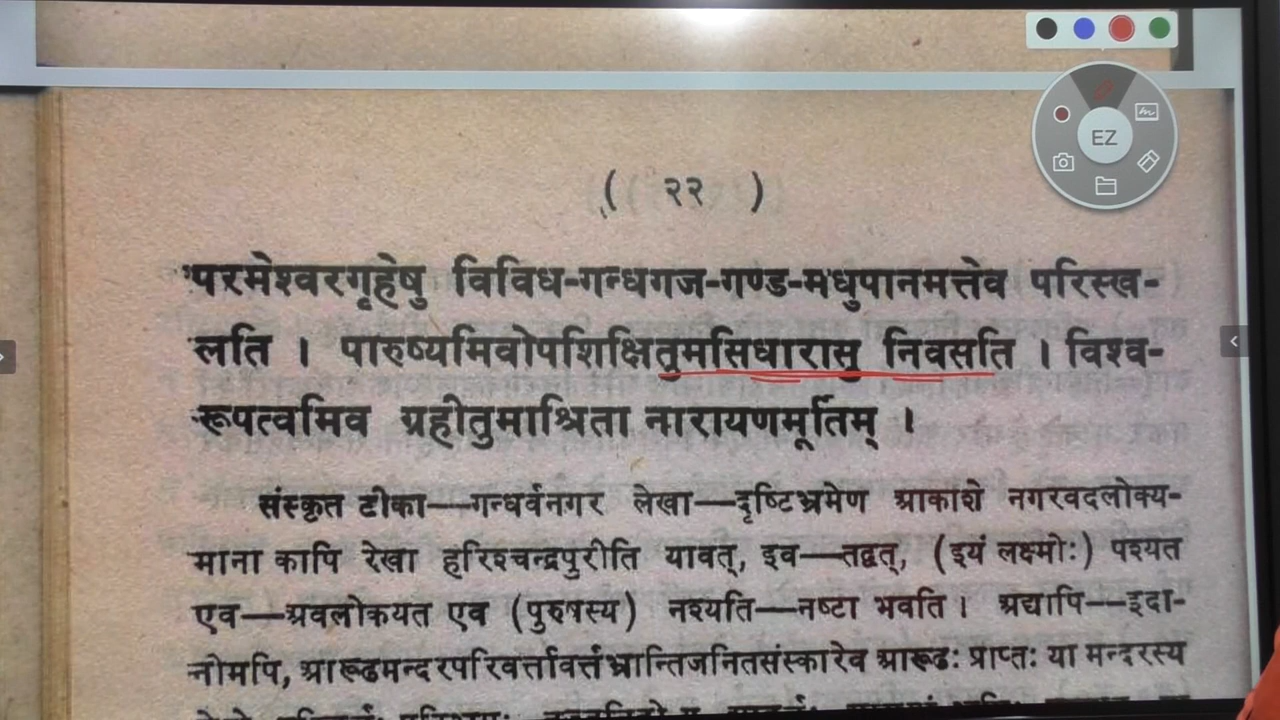 EZ
( २२ )
परमेश्वरगृहेषु विविध-गन्धगज-गण्ड-मधुपानमत्तेव परिस्ख-
लति । पारुष्यमिवोपशिक्षितुमसिधारासु निवसति । विश्व-
रूपत्वमिव ग्रहीतुमाश्रिता नारायणमूर्तिम् ।
संस्कृत टीका—गन्धर्वनगर लेखा—दृष्टिभ्रमेण आकाशे नगरवदलोक्य-
माना कापि रेखा हरिश्चन्द्रपुरीति यावत्, इव—तद्वत्, (इयं लक्ष्मीः) पश्यत
एव—अवलोकयत एव (पुरुषस्य) नश्यति—नष्टा भवति । अद्यापि—इदा-
नीमपि, आरूढमन्दरपरिवर्त्तावर्त्तभ्रान्तिजनितसंस्कारेव आरूढः प्राप्तः या मन्दरस्य